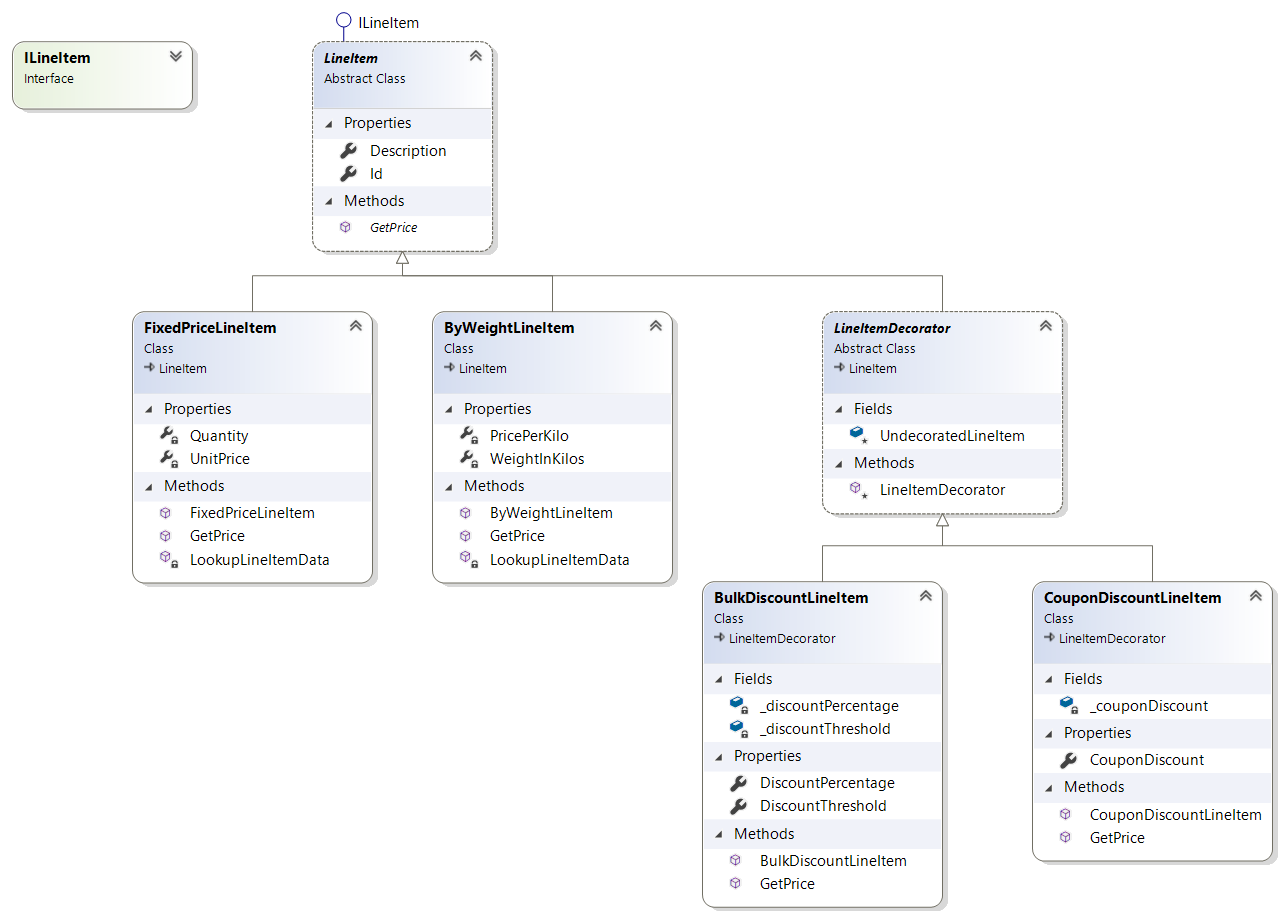 ILineItem
ILineItem
Interface
LineItem
Abstract Class
Properties
Description
Id
Methods
GetPrice
FixedPriceLineItem
Class
LineItem
Properties
Quantity
UnitPrice
Methods
FixedPriceLineItem
GetPrice
LookupLineItemData
ByWeightLineItem
Class
LineItem
Properties
PricePerKilo
WeightInKilos
Methods
ByWeightLineItem
GetPrice
LookupLineItemData
LineItemDecorator
Abstract Class
LineItem
Fields
UndecoratedLineItem
Methods
LineItemDecorator
BulkDiscountLineItem
Class
LineItemDecorator
Fields
_discountPercentage
_discountThreshold
Properties
DiscountPercentage
DiscountThreshold
Methods
BulkDiscountLineItem
GetPrice
CouponDiscountLineItem
Class
LineItemDecorator
Fields
_couponDiscount
Properties
CouponDiscount
Methods
CouponDiscountLineItem
GetPrice